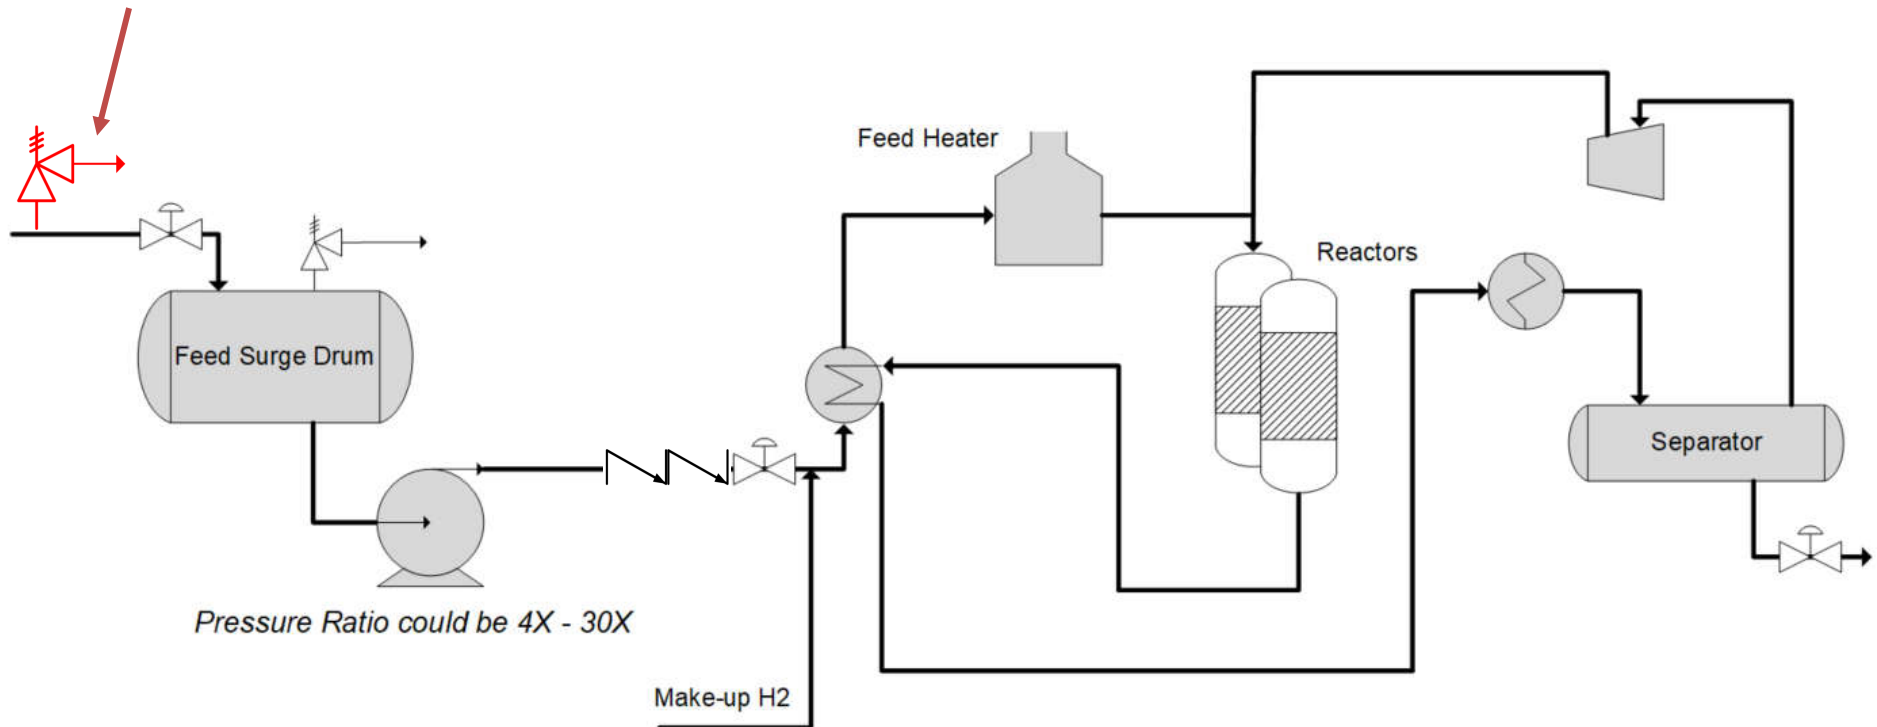 Feed Heater
Reactors
Feed Surge Drum
Separator
Pressure Ratio could be 4X - 30X
Make-up H2